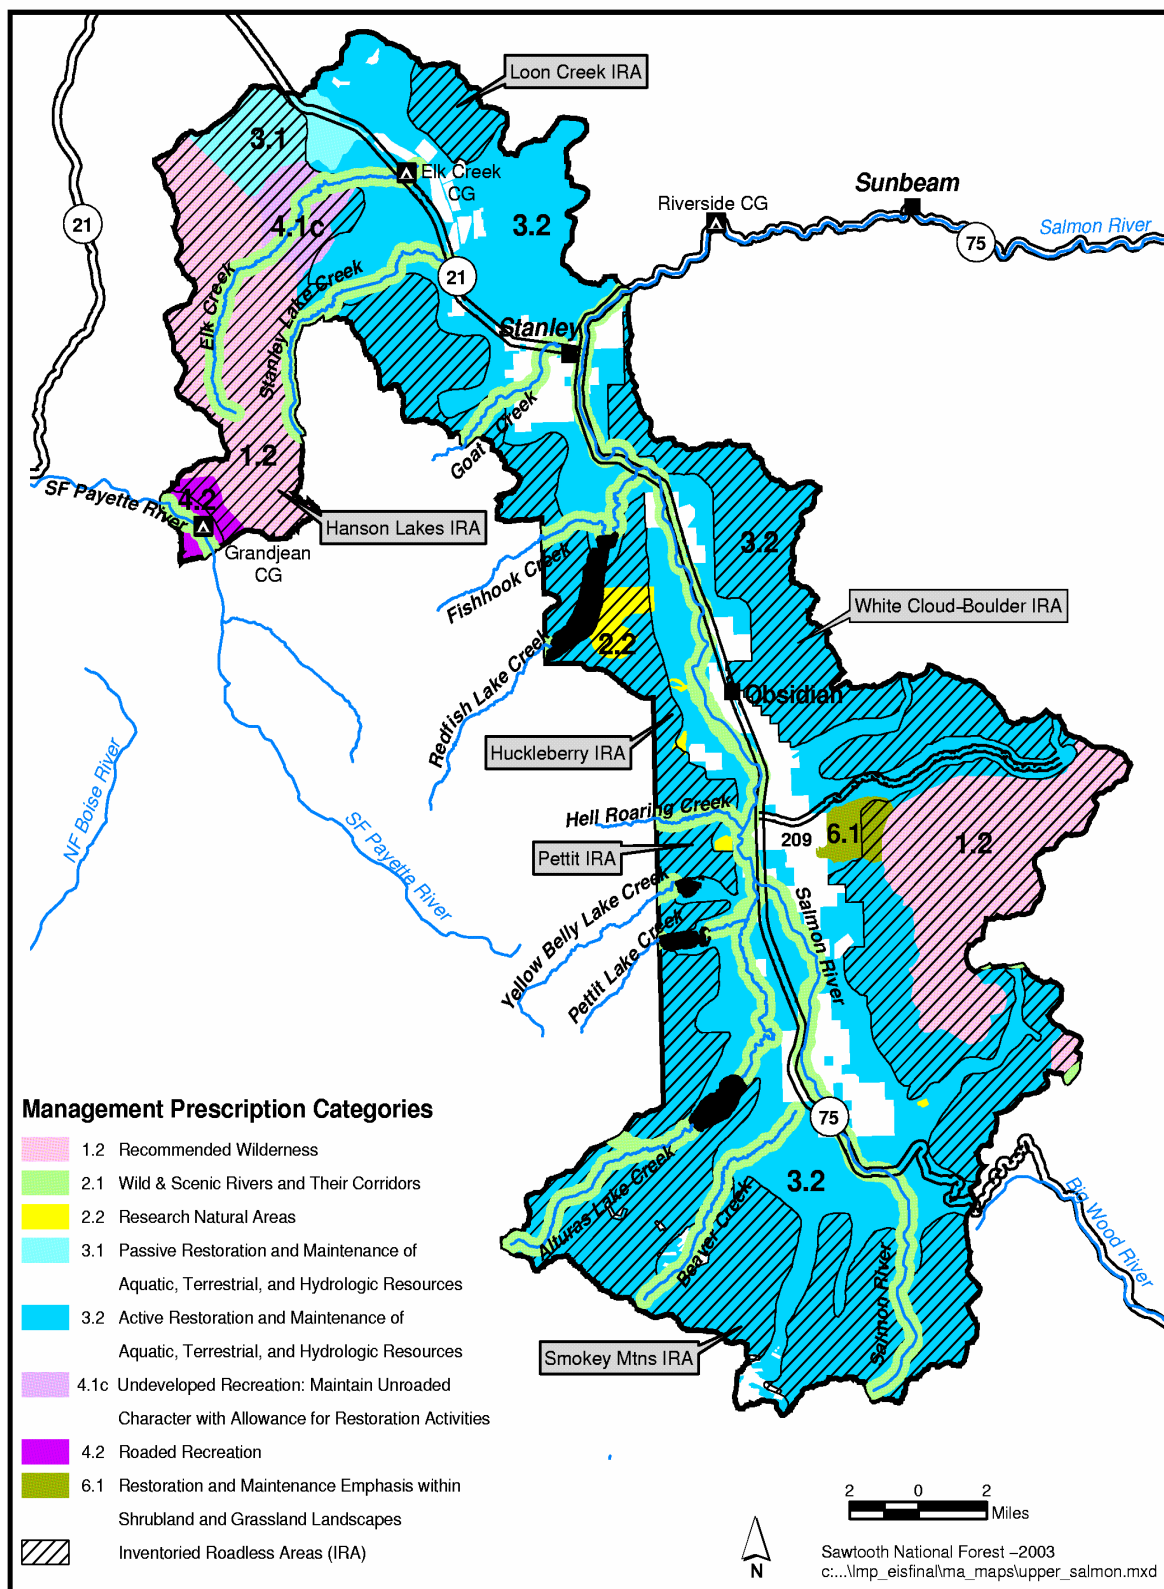 Loon Creek IRA
3.1
21
Elk Creek
CG
Sunbeam
Riverside CG
3.2
4.1c
Salmon River
75
21
Elk Creek
Stanley Lake Creek
Stanley
Goat Creek
1.2
SF Payette River
4.2
Hanson Lakes IRA
Grandjean
CG
Fishhook Creek
3.2
White Cloud-Boulder IRA
2.2
Redfish Lake Creek
Obsidian
Huckleberry IRA
NF Boise River
SF Payette River
Hell Roaring Creek
209
6.1
1.2
Pettit IRA
Yellow Belly Lake Creek
Salmon River
Pettit Lake Creek
75
Alturas Lake Creek
Beaver Creek
3.2
Big Wood River
Salmon River
Smokey Mtns IRA
Management Prescription Categories
1.2 Recommended Wilderness
2.1 Wild & Scenic Rivers and Their Corridors
2.2 Research Natural Areas
3.1 Passive Restoration and Maintenance of
Aquatic, Terrestrial, and Hydrologic Resources
3.2 Active Restoration and Maintenance of
Aquatic, Terrestrial, and Hydrologic Resources
4.1c Undeveloped Recreation: Maintain Unroaded
Character with Allowance for Restoration Activities
4.2 Roaded Recreation
6.1 Restoration and Maintenance Emphasis within
Shrubland and Grassland Landscapes
Inventoried Roadless Areas (IRA)
2 0 2
Miles
N
Sawtooth National Forest -2003
c:...\lmp_eisfinal\ma_maps\upper_salmon.mxd